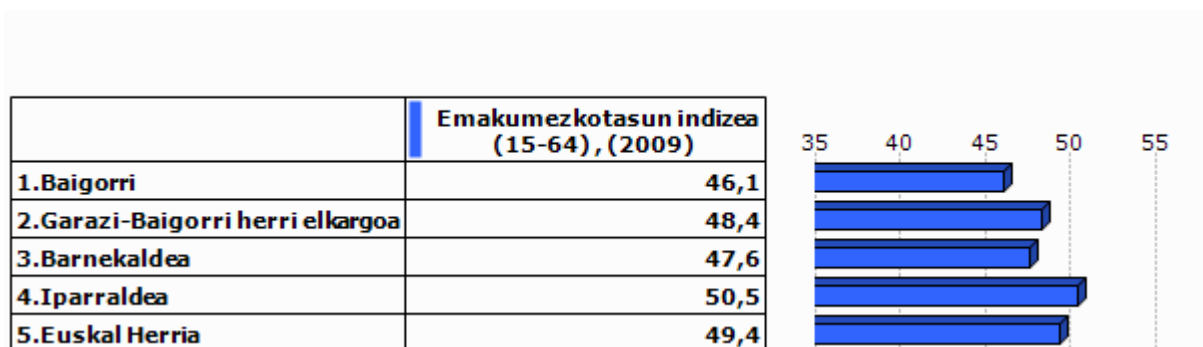 Emakumezkotasun indizea
(15-64), (2009)
35 40 45 50 55
1.Baigorri 46,1
2.Garazi-Baigorri herri elkargoa 48,4
3.Barnekaldea 47,6
4.Iparraldea 50,5
5.Euskal Herria 49,4